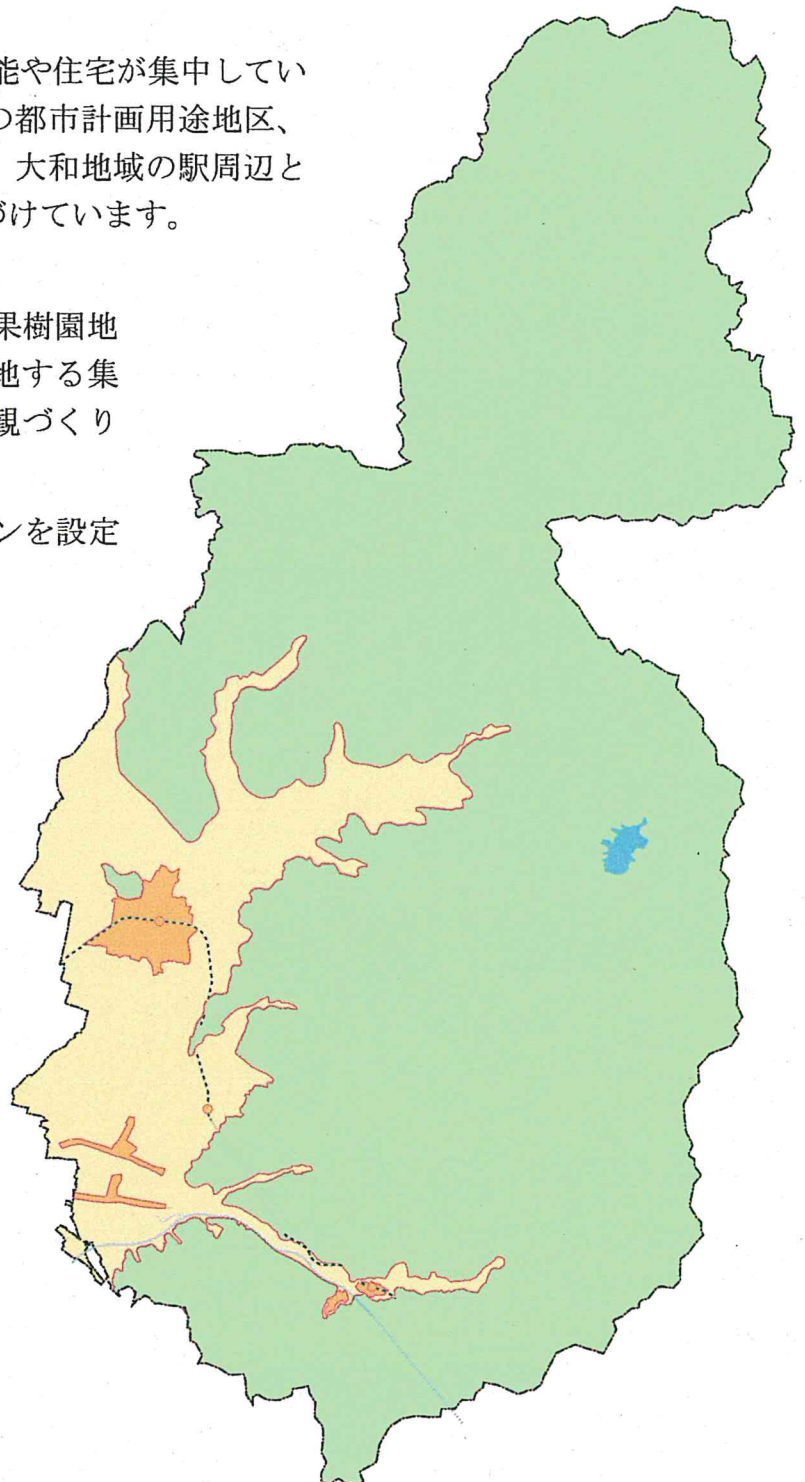 能や住宅が集中してい
の都市計画用途地区、
大和地域の駅周辺と
づけています。
果樹園地
地する集
観づくり
ンを設定